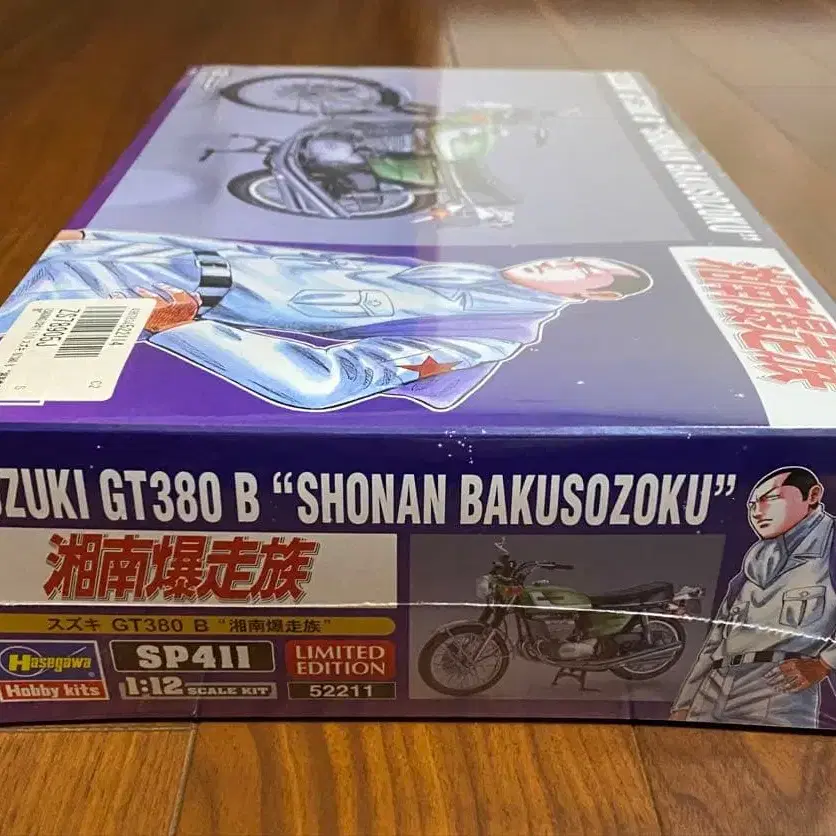 湘南爆走族
SUZUKI GT380 B “SHONAN BAKUSOZOKU”
湘南爆走族
スズキ GT380 B “湘南爆走族”
Hasegawa
Hobby kits
SP411
1:12 SCALE KIT
LIMITED
EDITION
52211